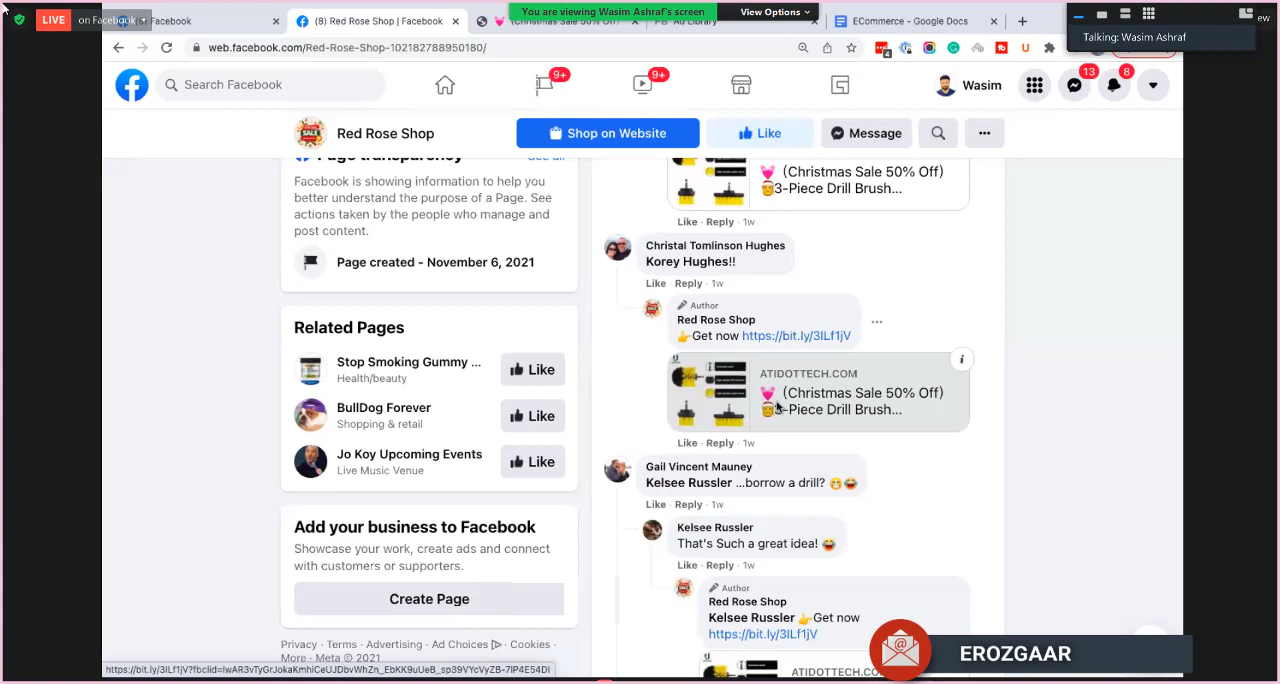 LIVE on Facebook
Facebook
(8) Red Rose Shop | Facebook
You are viewing Wasim Ashraf's screen
View Options
(Christmas Sale 50% Off)
Ad Library
ECommerce - Google Docs
ew
Talking: Wasim Ashraf
web.facebook.com/Red-Rose-Shop-102182788950180/
4
Search Facebook
9+
9+
Wasim
13
8
Red Rose Shop
Shop on Website
Like
Message
Page transparency
See all
Facebook is showing information to help you
better understand the purpose of a Page. See
actions taken by the people who manage and
post content.
Page created - November 6, 2021
Related Pages
Stop Smoking Gummy ...
Health/beauty
Like
BullDog Forever
Shopping & retail
Like
Jo Koy Upcoming Events
Live Music Venue
Like
Add your business to Facebook
Showcase your work, create ads and connect
with customers or supporters.
Create Page
Privacy · Terms · Advertising · Ad Choices · Cookies ·
More · Meta © 2021
(Christmas Sale 50% Off)
3-Piece Drill Brush...
Like · Reply · 1w
Christal Tomlinson Hughes
Korey Hughes!!
Like · Reply · 1w
Author
Red Rose Shop
👉Get now https://bit.ly/3ILf1jV
ATIDOTTECH.COM
(Christmas Sale 50% Off)
3-Piece Drill Brush...
Like · Reply · 1w
Gail Vincent Mauney
Kelsee Russler ...borrow a drill? 😁😂
Like · Reply · 1w
Kelsee Russler
That's Such a great idea! 😂
Like · Reply · 1w
Author
Red Rose Shop
Kelsee Russler 👉Get now
https://bit.ly/3ILf1jV
ATIDOTTECH.CO
EROZGAAR